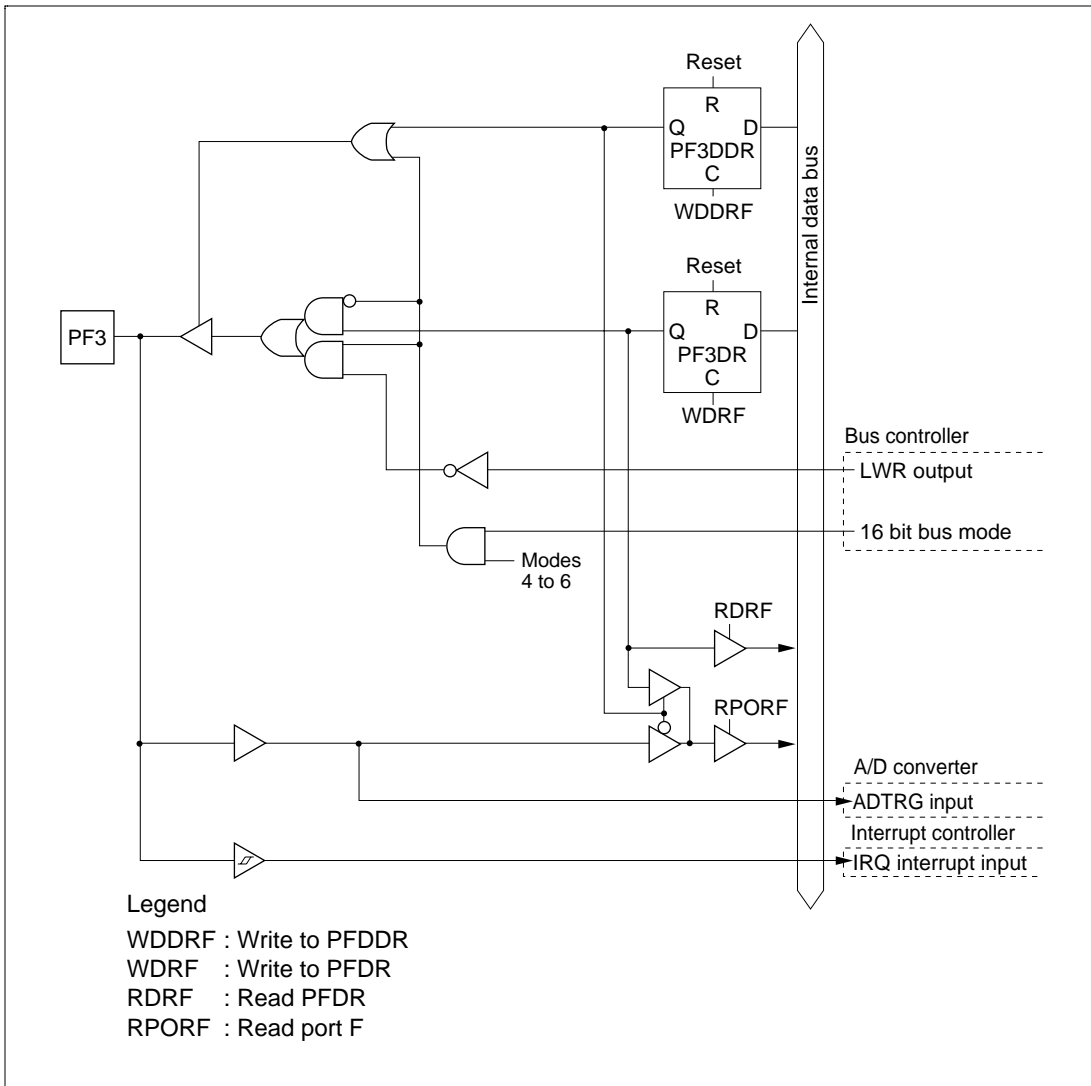 Reset
R
Q D
PF3DDR
C
WDDRF
Internal data bus
Reset
R
Q D
PF3DR
C
WDRF
PF3
Bus controller
LWR output
16 bit bus mode
Modes
4 to 6
RDRF
RPORF
A/D converter
ADTRG input
Interrupt controller
IRQ interrupt input
Legend
WDDRF : Write to PFDDR
WDRF : Write to PFDR
RDRF : Read PFDR
RPORF : Read port F